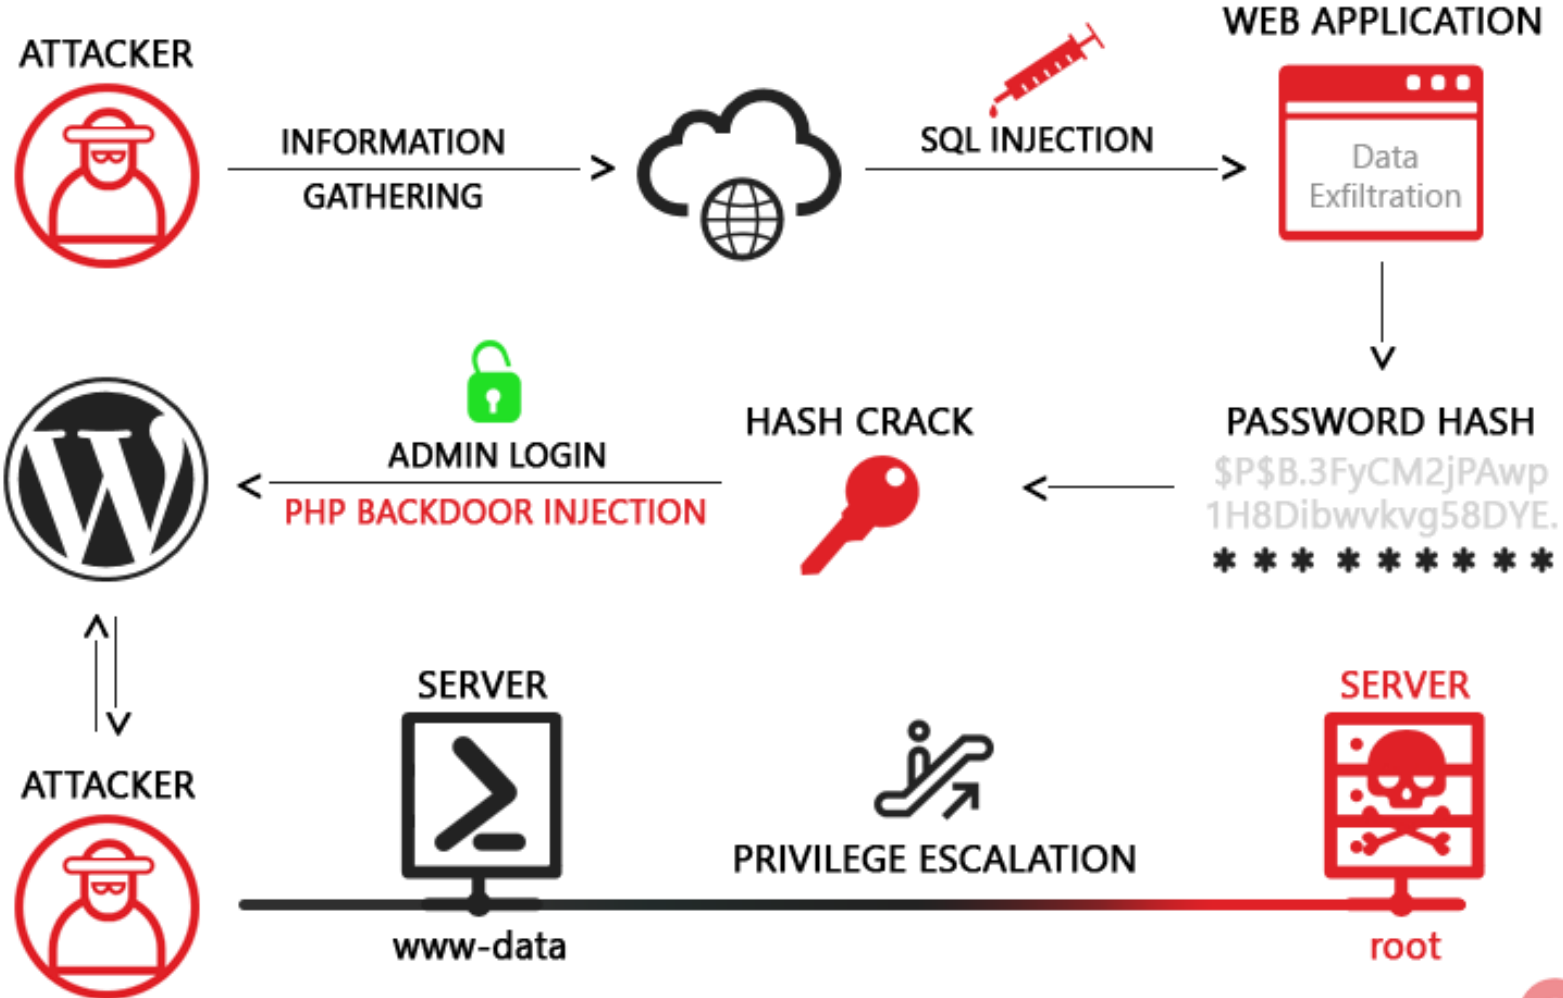 ATTACKER
INFORMATION
GATHERING
SQL INJECTION
WEB APPLICATION
Data
Exfiltration
ADMIN LOGIN
PHP BACKDOOR INJECTION
HASH CRACK
PASSWORD HASH
$P$B.3FyCM2jPAwp
1H8Dibwvkvg58DYE.
* * * * * * * * *
ATTACKER
SERVER
www-data
PRIVILEGE ESCALATION
SERVER
root